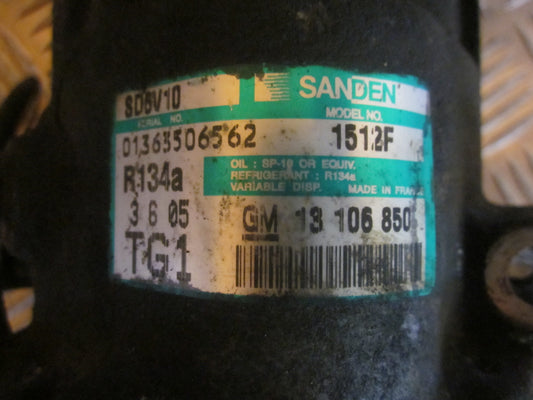 SD6V10
SANDEN
SERIAL NO.
MODEL NO.
01363506562
1512F
OIL : SP-10 OR EQUIV.
REFRIGERANT : R134a
VARIABLE DISP. MADE IN FRANCE
R134a
3 6 05
GM 13 106 850
TG1